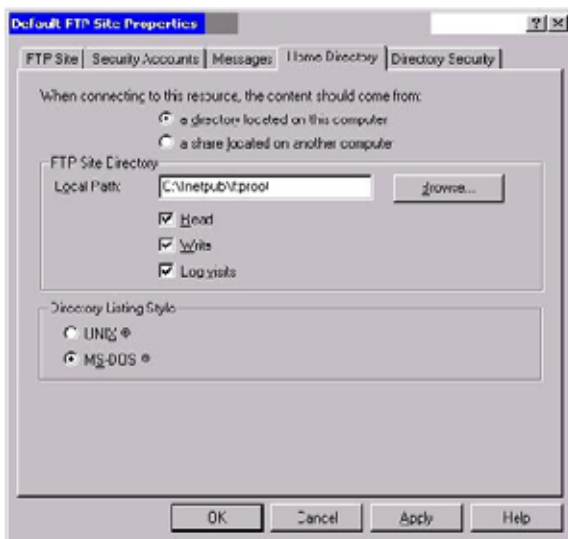 Default FTP Site Properties
FTP Site Security Accounts Messages Home Directory Directory Security
When connecting to this resource, the content should come from:
a directory located on this computer
a share located on another computer
FTP Site Directory
Local Path: C:\Inetpub\ftproot Browse...
Read
Write
Log visits
Directory Listing Style
UNIX ®
MS-DOS ®
OK Cancel Apply Help